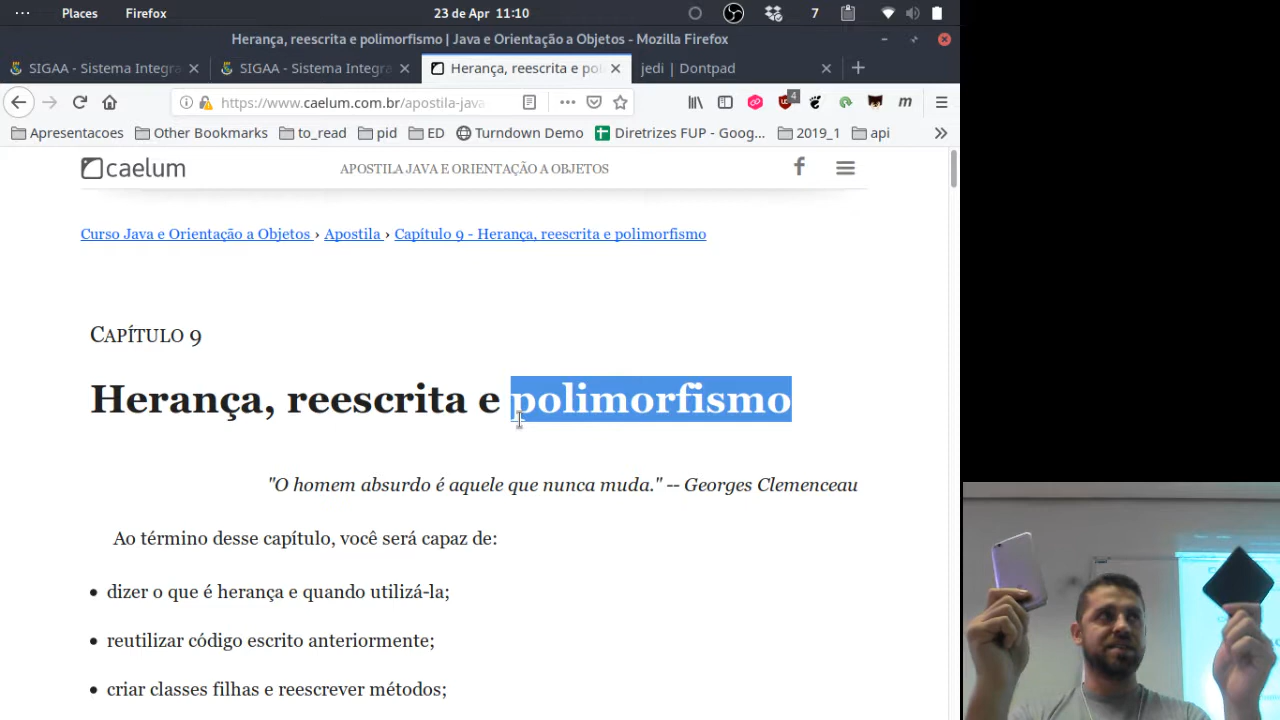 Places
Firefox
23 de Apr 11:10
7
Herança, reescrita e polimorfismo | Java e Orientação a Objetos - Mozilla Firefox
SIGAA - Sistema Integra
SIGAA - Sistema Integra
Herança, reescrita e pol
jedi | Dontpad
https://www.caelum.com.br/apostila-java
4
m
Apresentacoes
Other Bookmarks
to_read
pid
ED
Turndown Demo
Diretrizes FUP - Goog...
2019_1
api
caelum
APOSTILA JAVA E ORIENTAÇÃO A OBJETOS
f
Curso Java e Orientação a Objetos › Apostila › Capítulo 9 - Herança, reescrita e polimorfismo
CAPÍTULO 9
Herança, reescrita e polimorfismo
"O homem absurdo é aquele que nunca muda." -- Georges Clemenceau
Ao término desse capítulo, você será capaz de:
• dizer o que é herança e quando utilizá-la;
• reutilizar código escrito anteriormente;
• criar classes filhas e reescrever métodos;